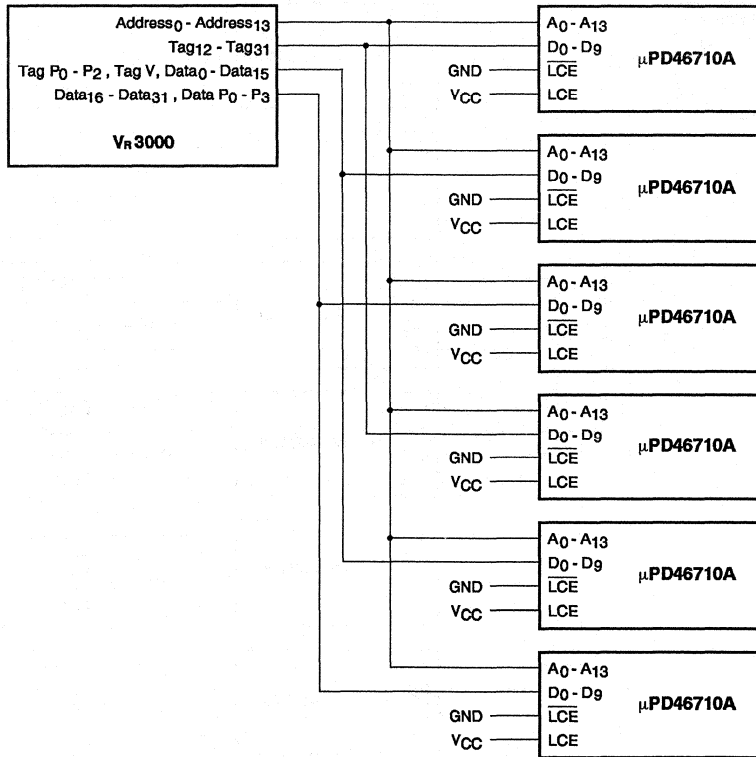 Address0 - Address13
Tag12 - Tag31
Tag P0 - P2 , Tag V, Data0 - Data15
Data16 - Data31 , Data P0 - P3
VR 3000
A0 - A13
D0 - D9
GND
LCE
VCC
LCE
µPD46710A
A0 - A13
D0 - D9
GND
LCE
VCC
LCE
µPD46710A
A0 - A13
D0 - D9
GND
LCE
VCC
LCE
µPD46710A
A0 - A13
D0 - D9
GND
LCE
VCC
LCE
µPD46710A
A0 - A13
D0 - D9
GND
LCE
VCC
LCE
µPD46710A
A0 - A13
D0 - D9
GND
LCE
VCC
LCE
µPD46710A